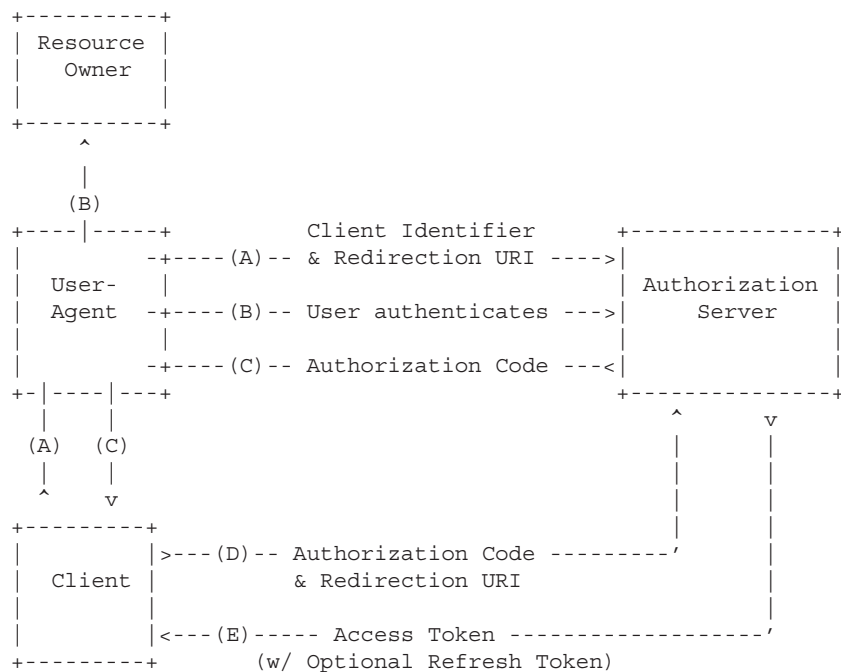 Resource
Owner
(B)
Client Identifier
(A) & Redirection URI
User-
Authorization
Agent
(B) User authenticates
Server
(C) Authorization Code
(A) (C)
(D) Authorization Code
Client
& Redirection URI
(E) Access Token
(w/ Optional Refresh Token)